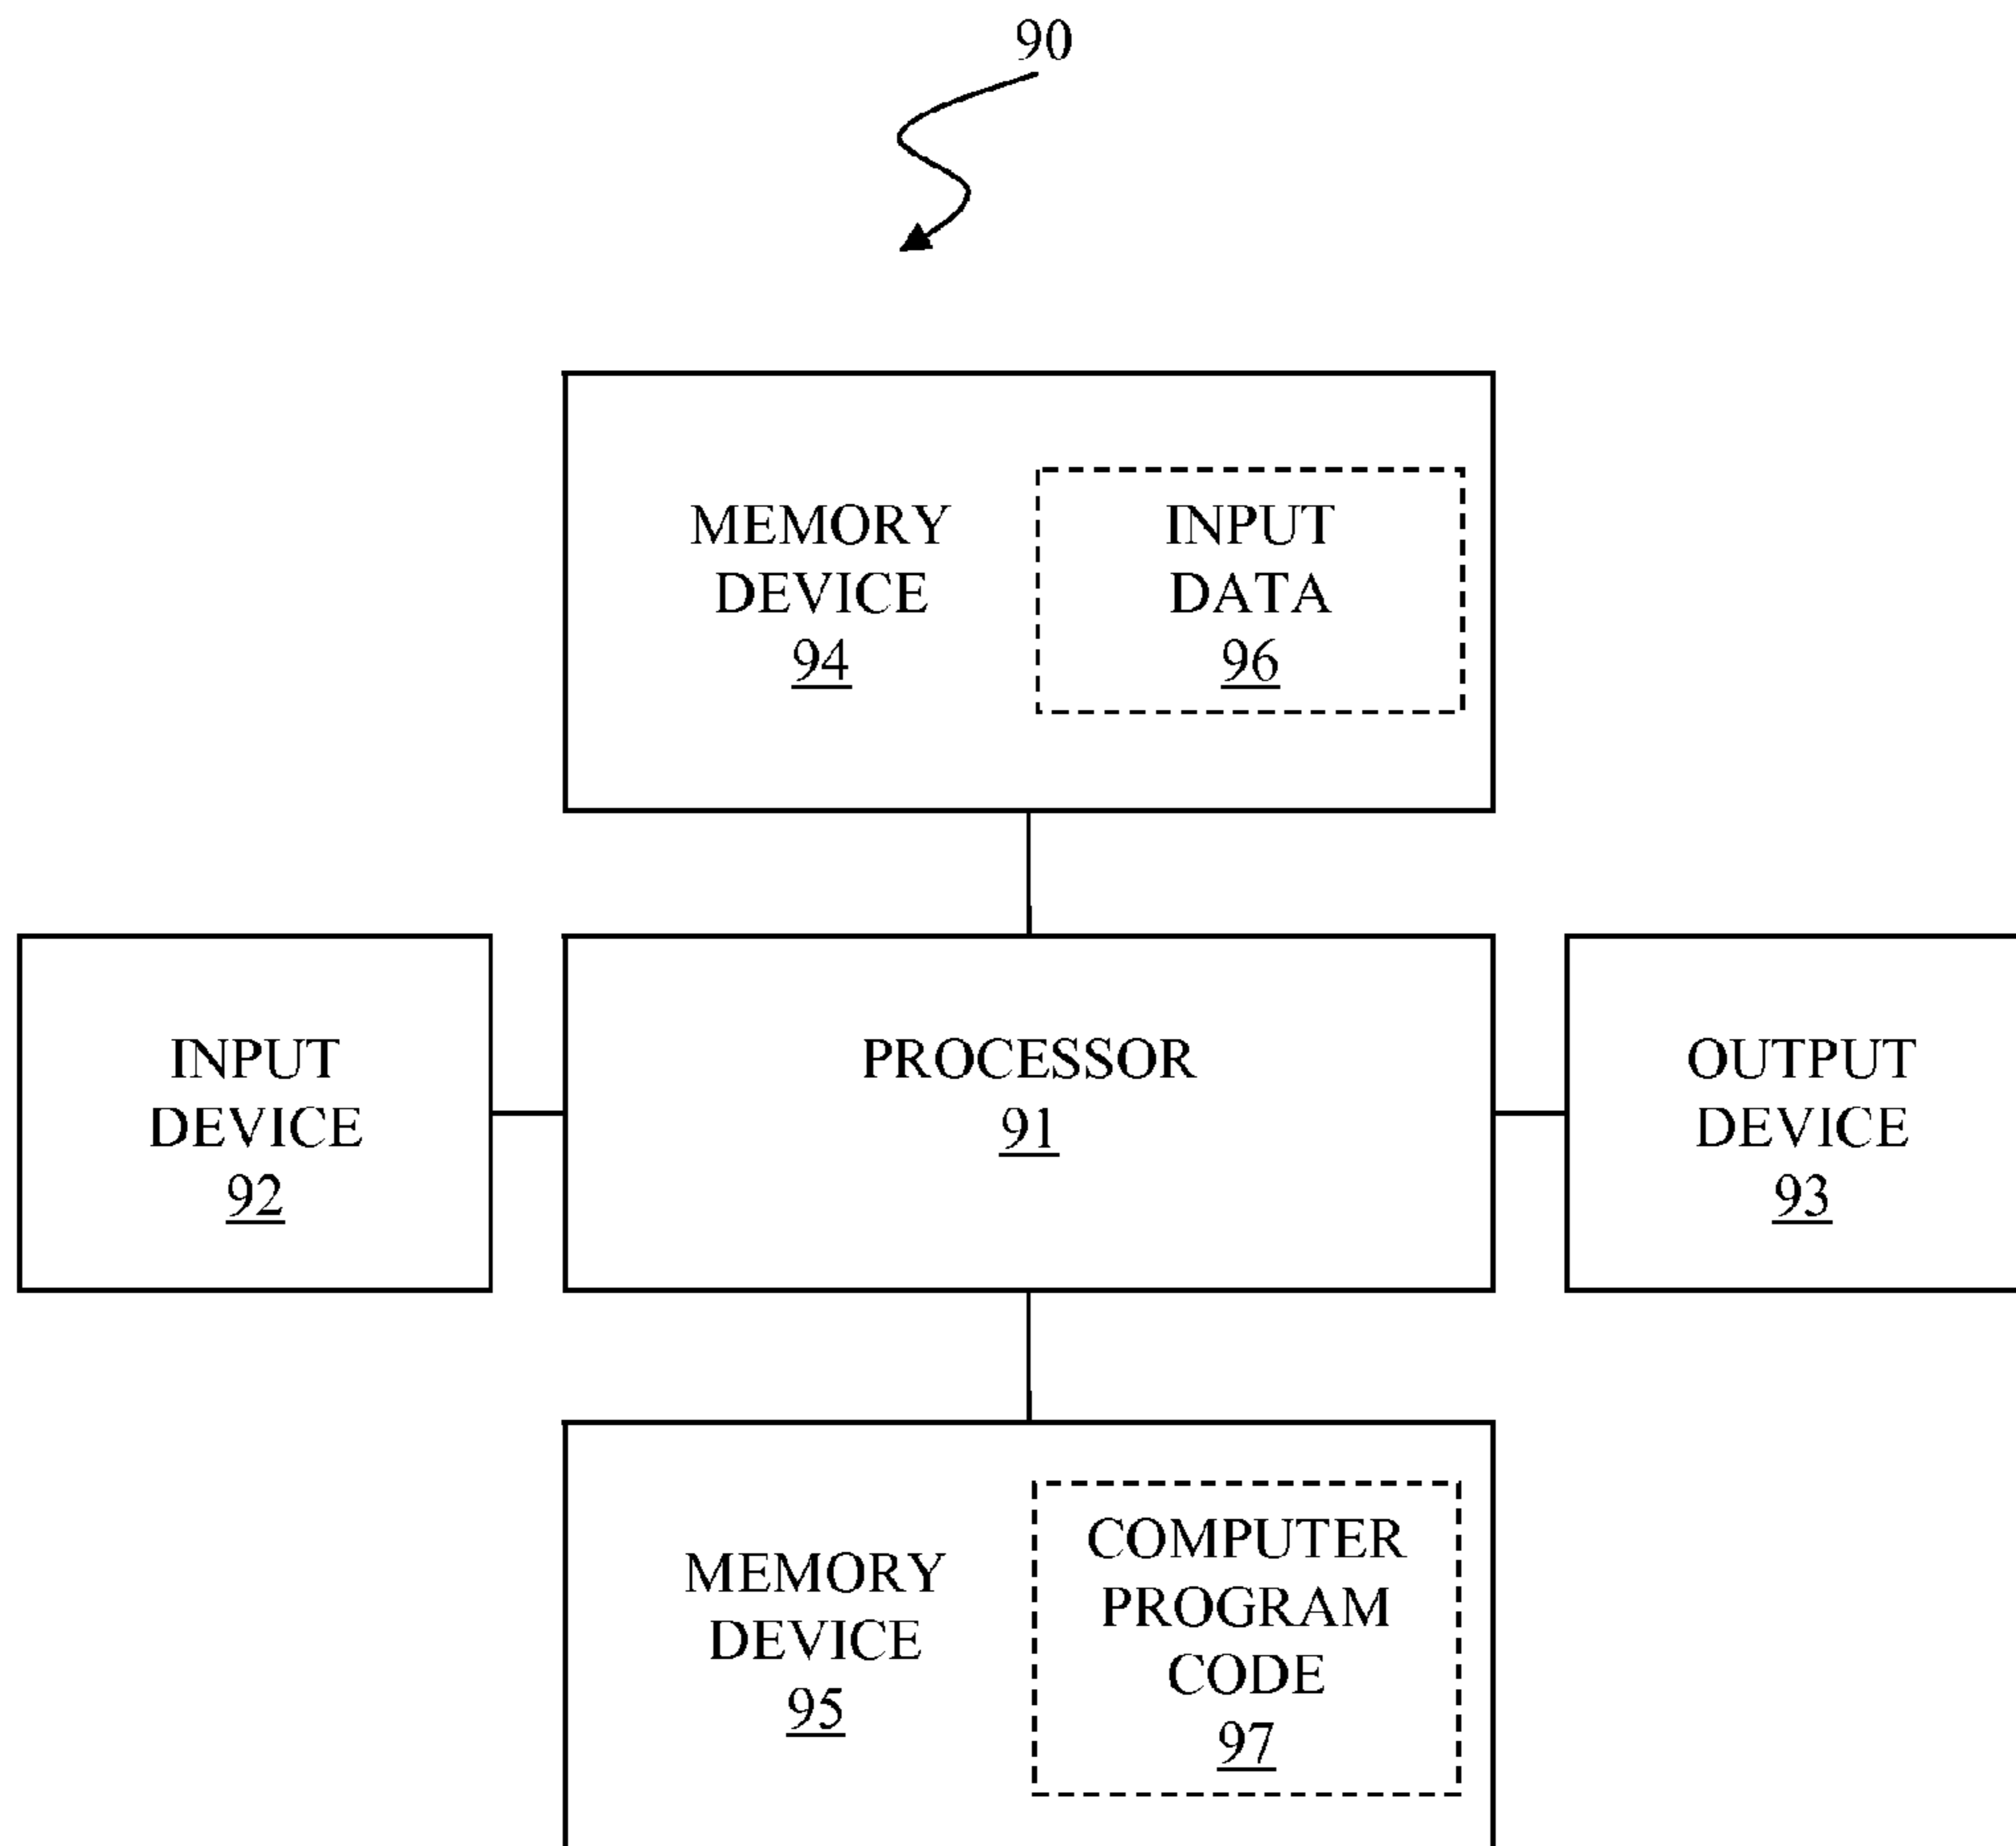 90
MEMORY
DEVICE
94
INPUT
DATA
96
INPUT
DEVICE
92
PROCESSOR
91
OUTPUT
DEVICE
93
MEMORY
DEVICE
95
COMPUTER
PROGRAM
CODE
97